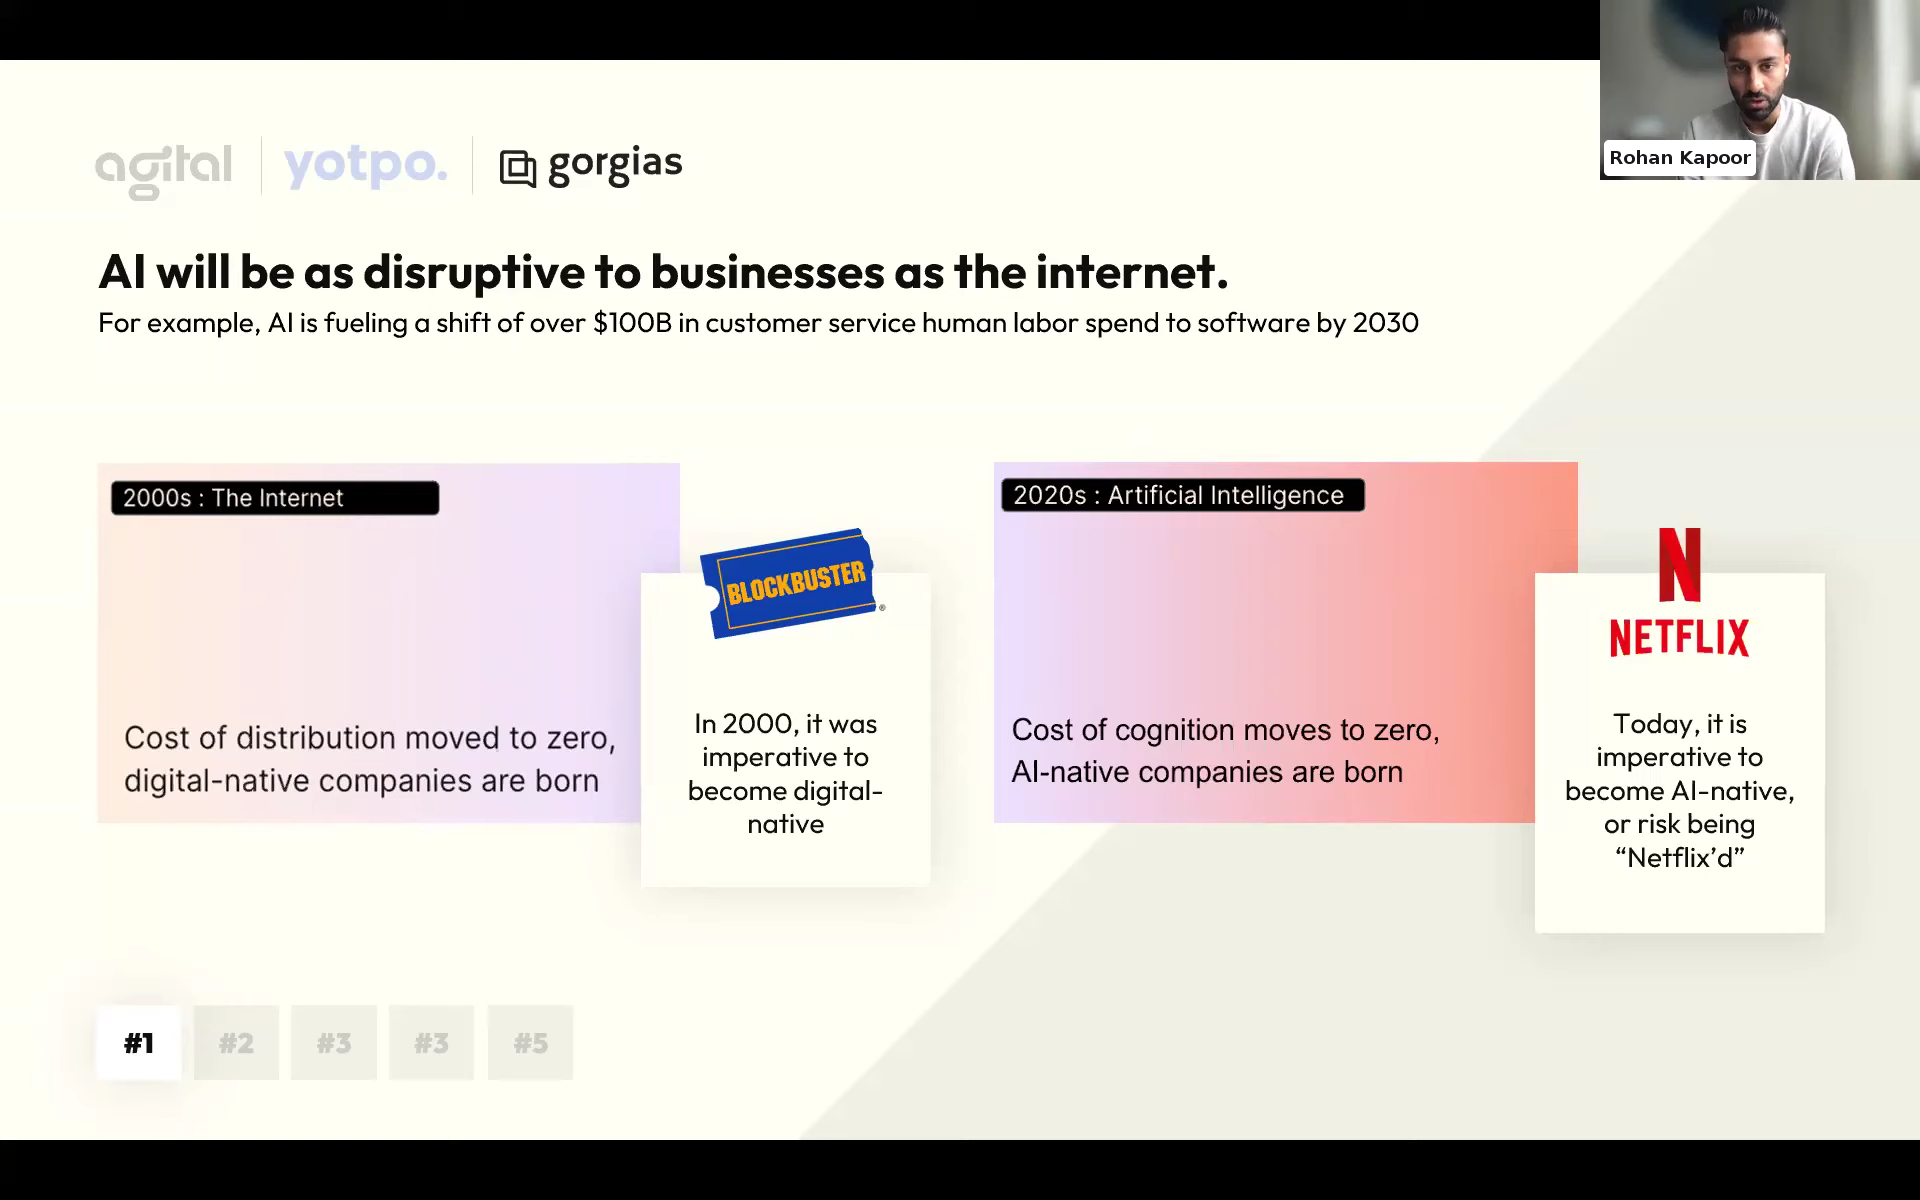 Rohan Kapoor
agital
yotpo.
gorgias
AI will be as disruptive to businesses as the internet.
For example, AI is fueling a shift of over $100B in customer service human labor spend to software by 2030
2000s : The Internet
Cost of distribution moved to zero,
digital-native companies are born
BLOCKBUSTER
®
In 2000, it was
imperative to
become digital-
native
2020s : Artificial Intelligence
Cost of cognition moves to zero,
AI-native companies are born
N
NETFLIX
Today, it is
imperative to
become AI-native,
or risk being
“Netflix’d”
#1
#2
#3
#3
#5